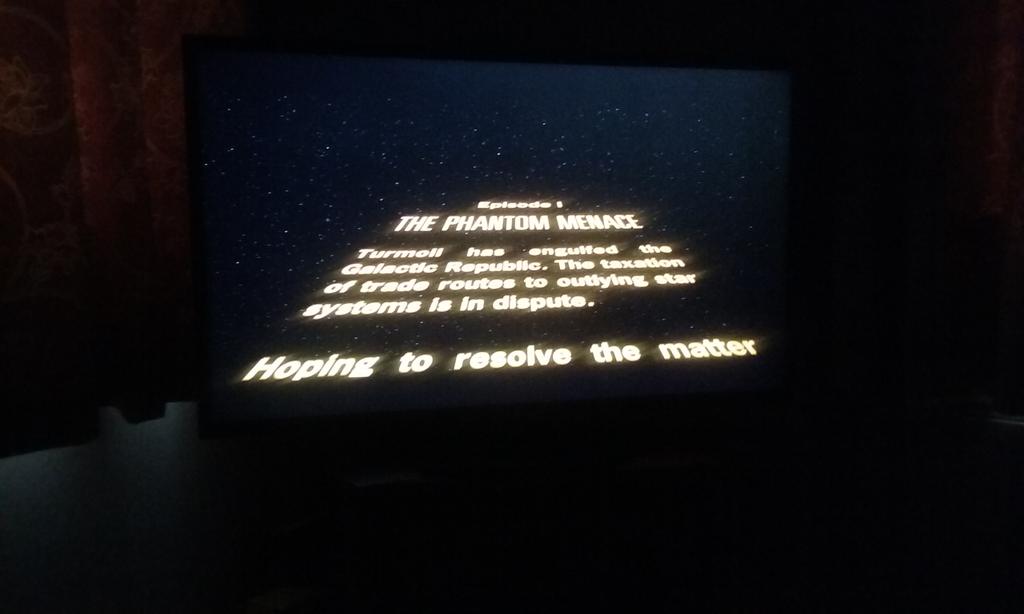 Episode I
THE PHANTOM MENACE
Turmoil has engulfed the
Galactic Republic. The taxation
of trade routes to outlying star
systems is in dispute.
Hoping to resolve the matter